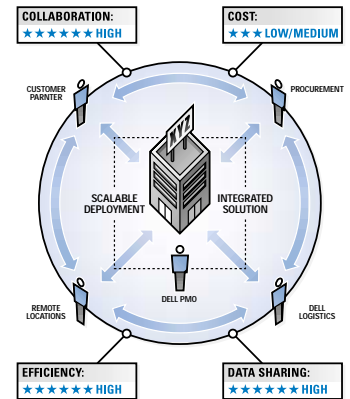 COLLABORATION:
★★★★★★ HIGH
COST:
★★★ LOW/MEDIUM
CUSTOMER
PARNTER
PROCUREMENT
XYZ
SCALABLE
DEPLOYMENT
INTEGRATED
SOLUTION
DELL PMO
REMOTE
LOCATIONS
DELL
LOGISTICS
EFFICIENCY:
★★★★★★ HIGH
DATA SHARING:
★★★★★★ HIGH